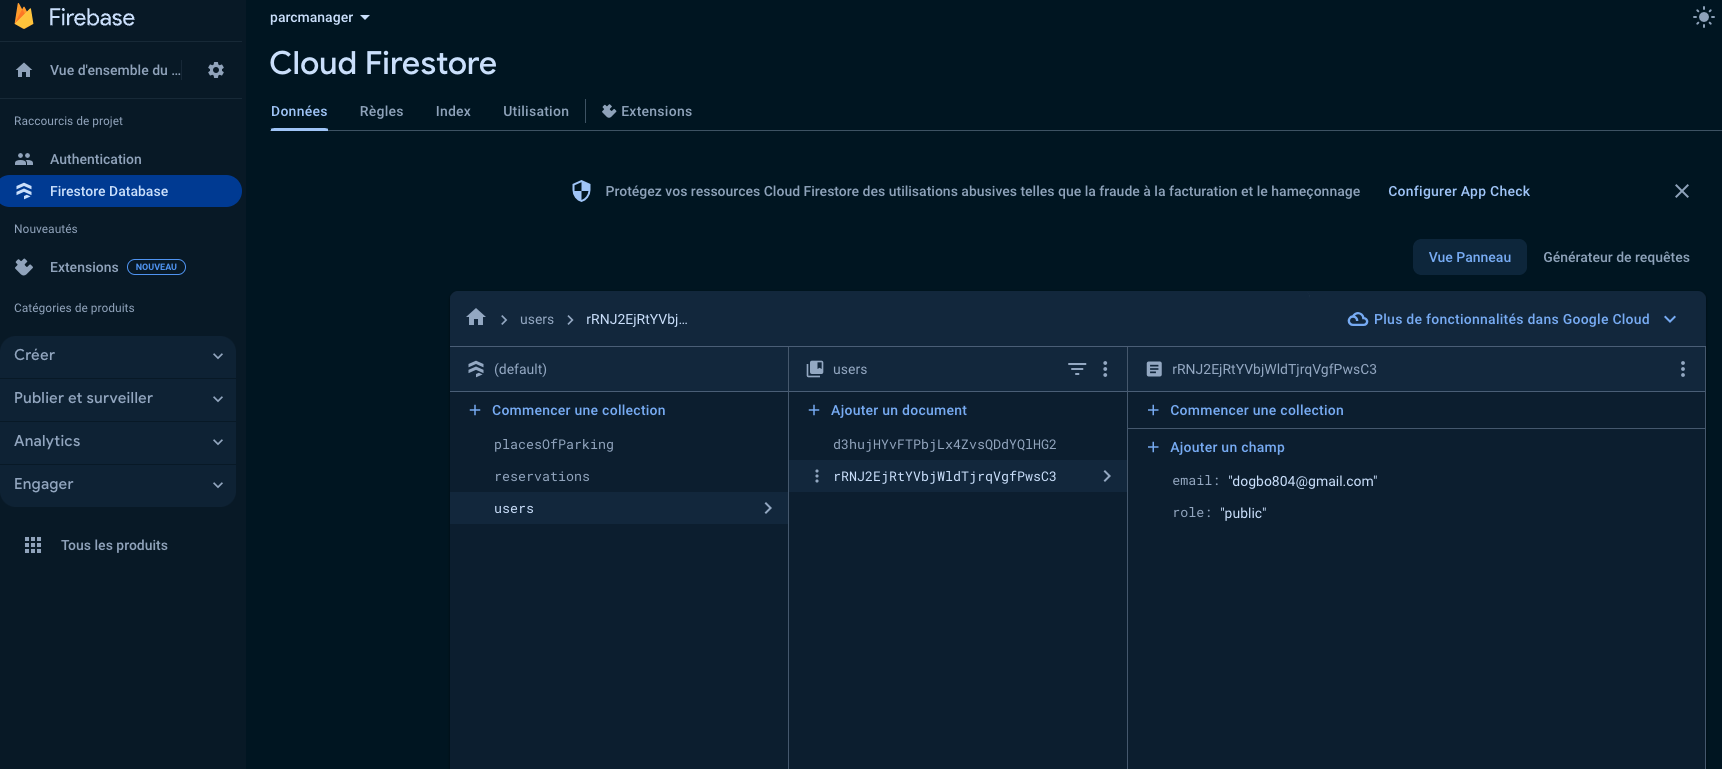 Firebase
Vue d'ensemble du ...
Raccourcis de projet
Authentication
Firestore Database
Nouveautés
Extensions NOUVEAU
Catégories de produits
Créer
Publier et surveiller
Analytics
Engager
Tous les produits
parcmanager
Cloud Firestore
Données Règles Index Utilisation Extensions
Protégez vos ressources Cloud Firestore des utilisations abusives telles que la fraude à la facturation et le hameçonnage Configurer App Check
Vue Panneau Générateur de requêtes
users rRNJ2EjRtYVbj... Plus de fonctionnalités dans Google Cloud
(default)
Commencer une collection
placesOfParking
reservations
users
users
Ajouter un document
d3hujHYvFTPbjLx4ZvsQDdYQlHG2
rRNJ2EjRtYVbjWldTjrqVgfPwsC3
rRNJ2EjRtYVbjWldTjrqVgfPwsC3
Commencer une collection
Ajouter un champ
email: "dogbo804@gmail.com"
role: "public"